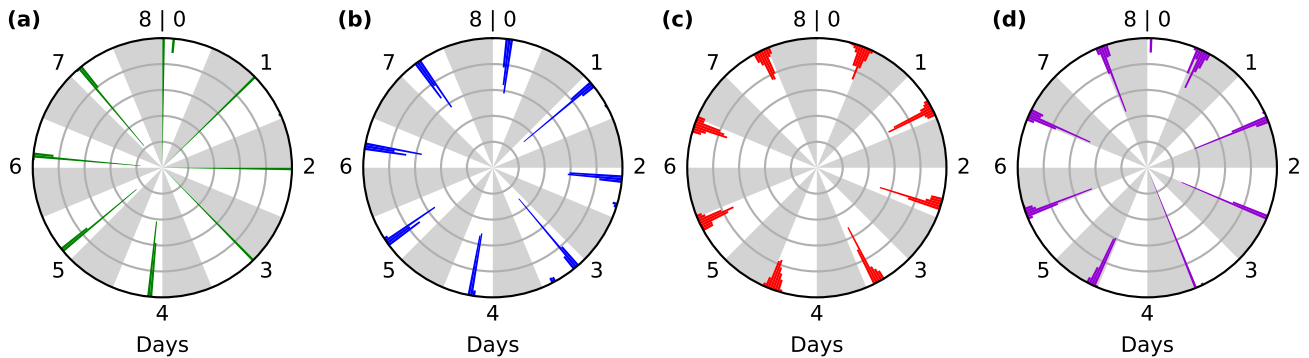 (a) 8 | 0 (b) 8 | 0 (c) 8 | 0 (d) 8 | 0
7 1 7 1 7 1 7 1
6 2 6 2 6 2 6 2
5 3 5 3 5 3 5 3
4 4 4 4
Days Days Days Days